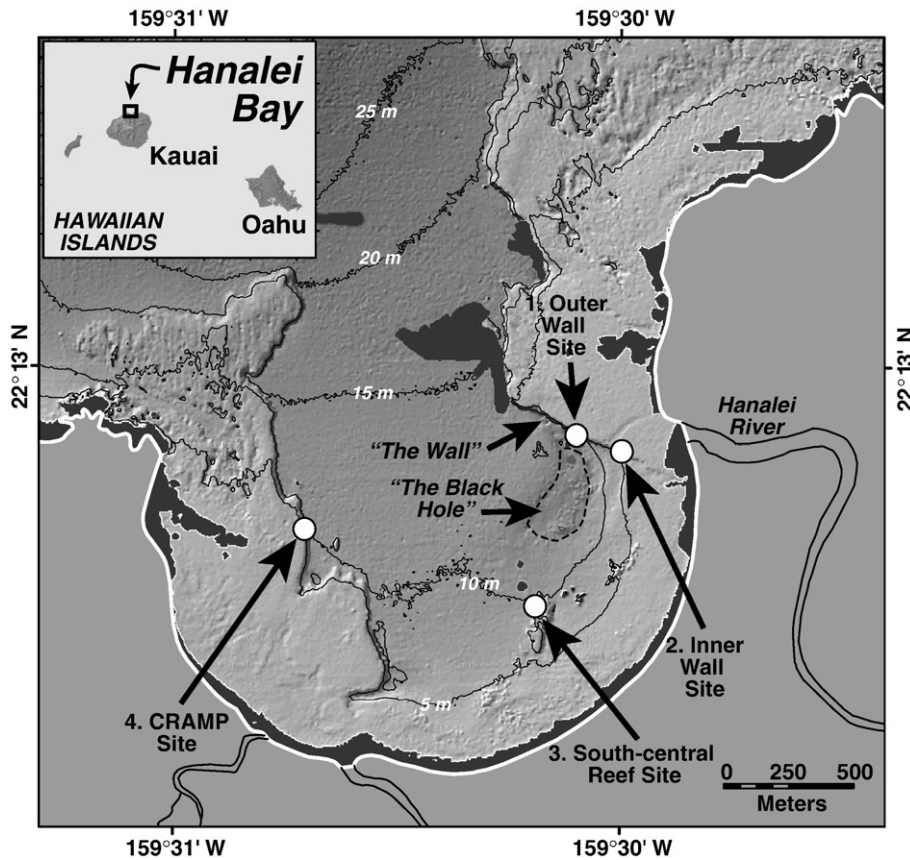 159°31' W
159°30' W
Hanalei
Bay
Kauai
Oahu
HAWAIIAN
ISLANDS
25 m
20 m
1. Outer
Wall
Site
22°13' N
22°13' N
15 m
Hanalei
River
“The Wall”
“The Black
Hole”
10 m
2. Inner
Wall
Site
5 m
4. CRAMP
Site
3. South-central
Reef Site
0 250 500
Meters
159°31' W
159°30' W